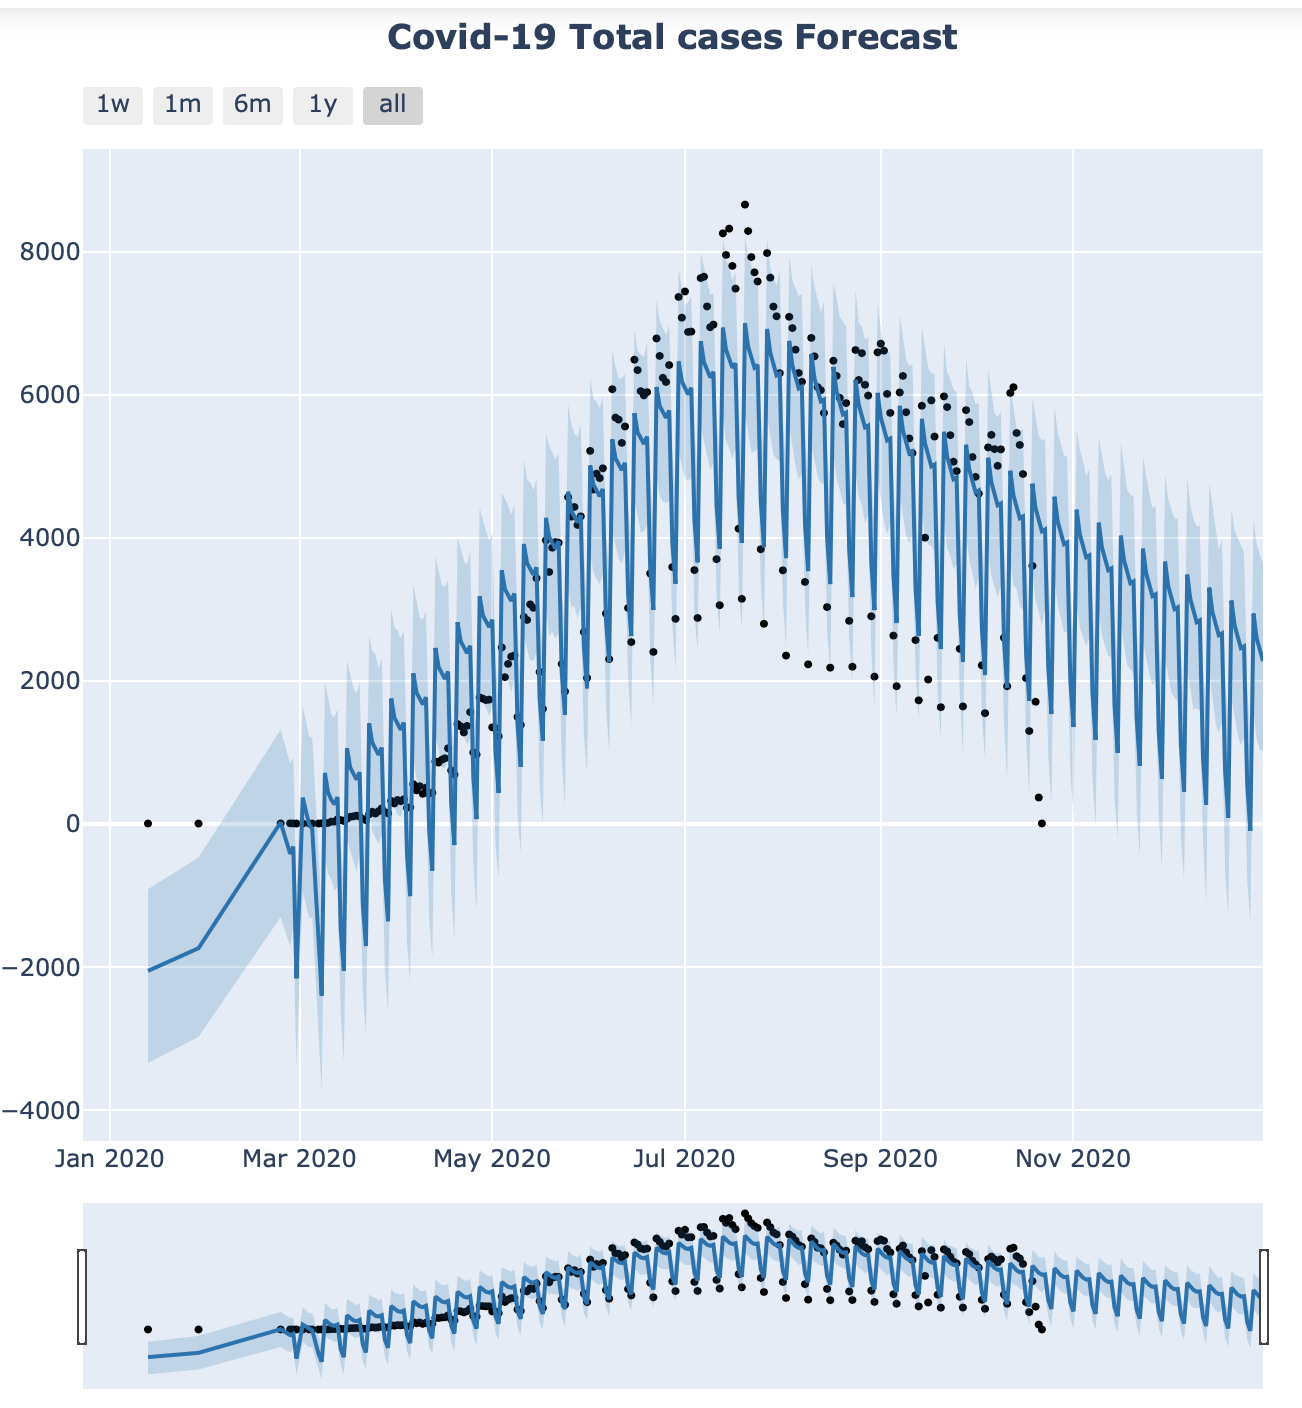 Covid-19 Total cases Forecast
1w 1m 6m 1y all
8000
6000
4000
2000
0
−2000
−4000
Jan 2020 Mar 2020 May 2020 Jul 2020 Sep 2020 Nov 2020